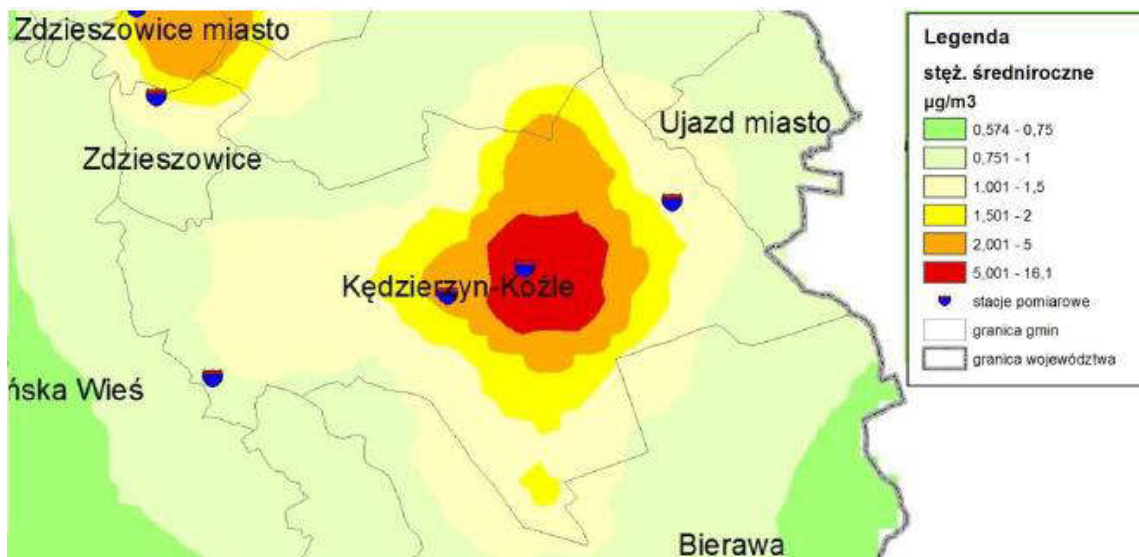 Zdzieszowice miasto
Zdzieszowice
Ujazd miasto
Kędzierzyn-Koźle
ńska Wieś
Bierawa
Legenda
stęż. średniroczne
µg/m3
0,574 - 0,75
0,751 - 1
1,001 - 1,5
1,501 - 2
2,001 - 5
5,001 - 16,1
stacje pomiarowe
granica gmin
granica województwa